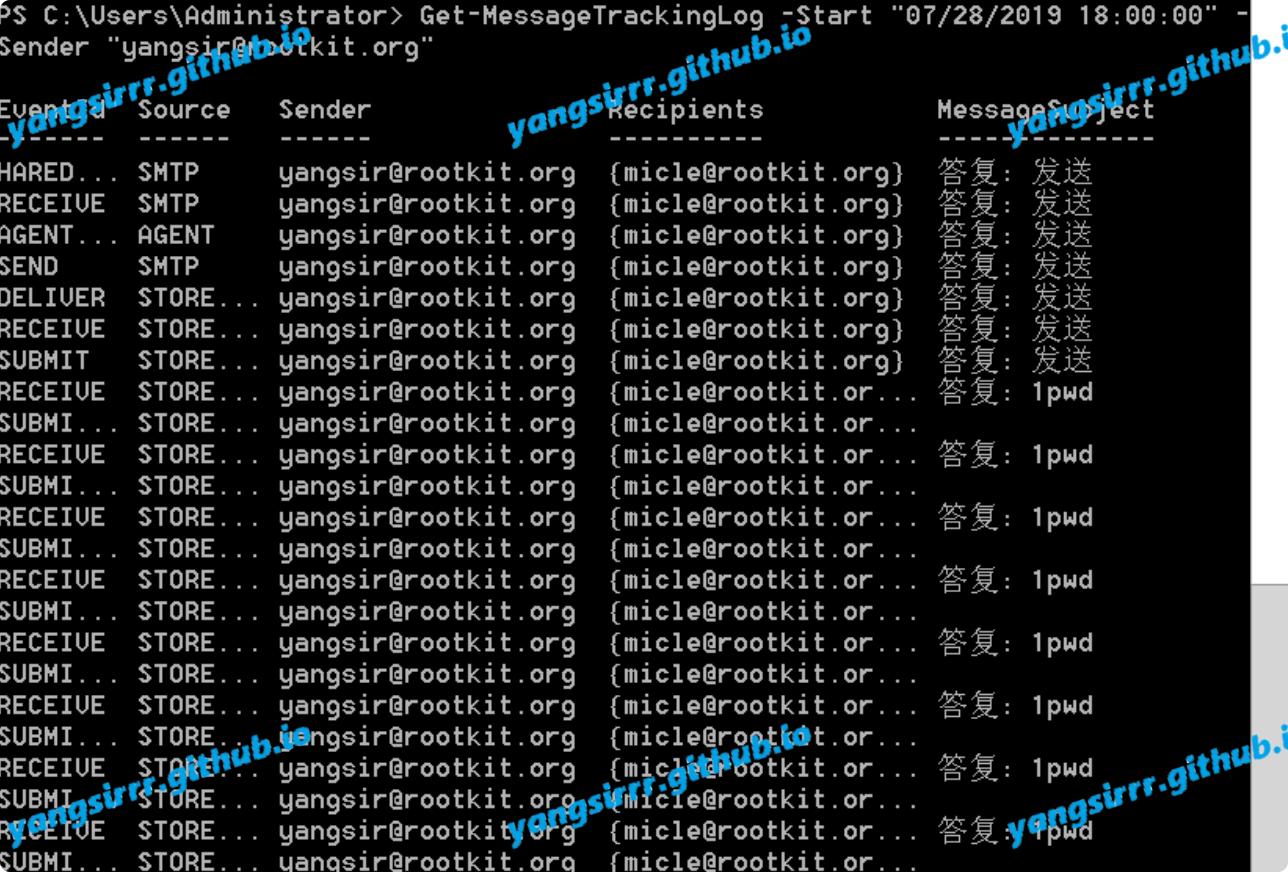 PS C:\Users\Administrator> Get-MessageTrackingLog -Start "07/28/2019 18:00:00" -
Sender "yangsir@rootkit.org"
EventId Source Sender Recipients MessageSubject
------- ------ ------ ---------- --------------
HARED... SMTP yangsir@rootkit.org {micle@rootkit.org} 答复: 发送
RECEIVE SMTP yangsir@rootkit.org {micle@rootkit.org} 答复: 发送
AGENT... AGENT yangsir@rootkit.org {micle@rootkit.org} 答复: 发送
SEND SMTP yangsir@rootkit.org {micle@rootkit.org} 答复: 发送
DELIVER STORE... yangsir@rootkit.org {micle@rootkit.org} 答复: 发送
RECEIVE STORE... yangsir@rootkit.org {micle@rootkit.org} 答复: 发送
SUBMIT STORE... yangsir@rootkit.org {micle@rootkit.org} 答复: 发送
RECEIVE STORE... yangsir@rootkit.org {micle@rootkit.or... 答复: 1pwd
SUBMI... STORE... yangsir@rootkit.org {micle@rootkit.or...
RECEIVE STORE... yangsir@rootkit.org {micle@rootkit.or... 答复: 1pwd
SUBMI... STORE... yangsir@rootkit.org {micle@rootkit.or...
RECEIVE STORE... yangsir@rootkit.org {micle@rootkit.or... 答复: 1pwd
SUBMI... STORE... yangsir@rootkit.org {micle@rootkit.or...
RECEIVE STORE... yangsir@rootkit.org {micle@rootkit.or... 答复: 1pwd
SUBMI... STORE... yangsir@rootkit.org {micle@rootkit.or...
RECEIVE STORE... yangsir@rootkit.org {micle@rootkit.or... 答复: 1pwd
SUBMI... STORE... yangsir@rootkit.org {micle@rootkit.or...
RECEIVE STORE... yangsir@rootkit.org {micle@rootkit.or... 答复: 1pwd
SUBMI... STORE... yangsir@rootkit.org {micle@rootkit.or...
RECEIVE STORE... yangsir@rootkit.org {micle@rootkit.or... 答复: 1pwd
SUBMI... STORE... yangsir@rootkit.org {micle@rootkit.or...
RECEIVE STORE... yangsir@rootkit.org {micle@rootkit.or... 答复: 1pwd
SUBMI... STORE... yangsir@rootkit.org {micle@rootkit.or...
yangsirrr.github.io
yangsirrr.github.io
yangsirrr.github.i
yangsirrr.github.io
yangsirrr.github.io
yangsirrr.github.i